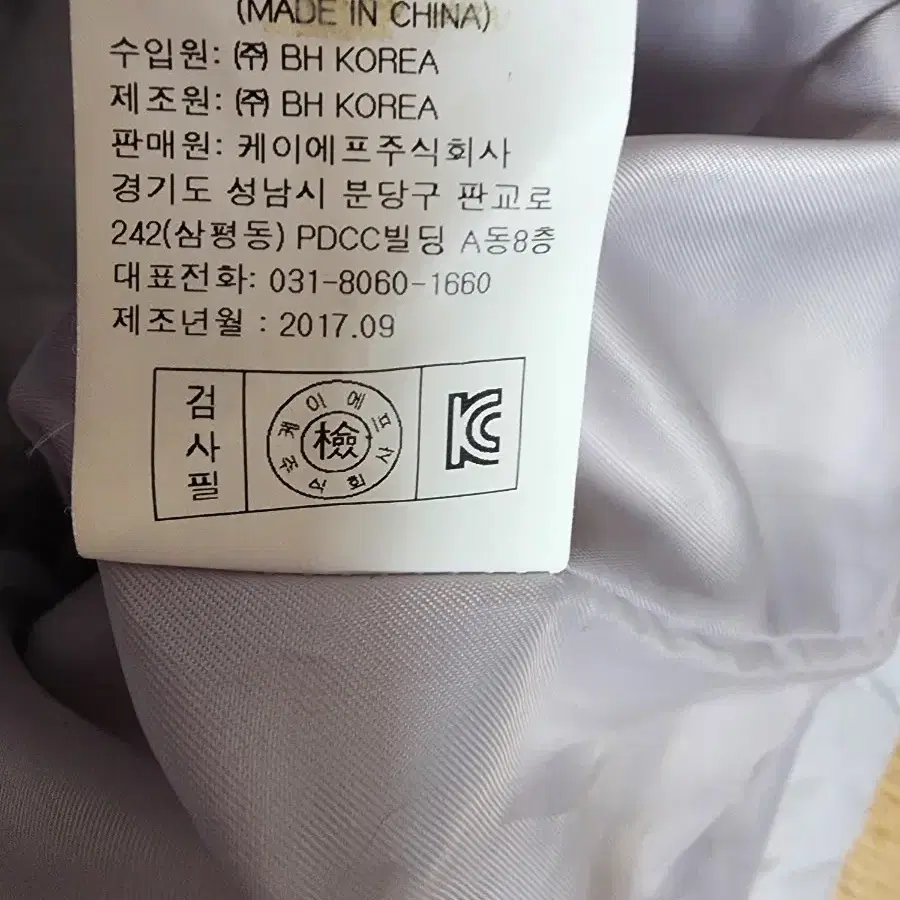 (MADE IN CHINA)
수입원: ㈜ BH KOREA
제조원: ㈜ BH KOREA
판매원: 케이에프주식회사
경기도 성남시 분당구 판교로
242(삼평동) PDCC빌딩 A동8층
대표전화: 031-8060-1660
제조년월 : 2017.09
검사필
케이에프주식회사
檢
KC